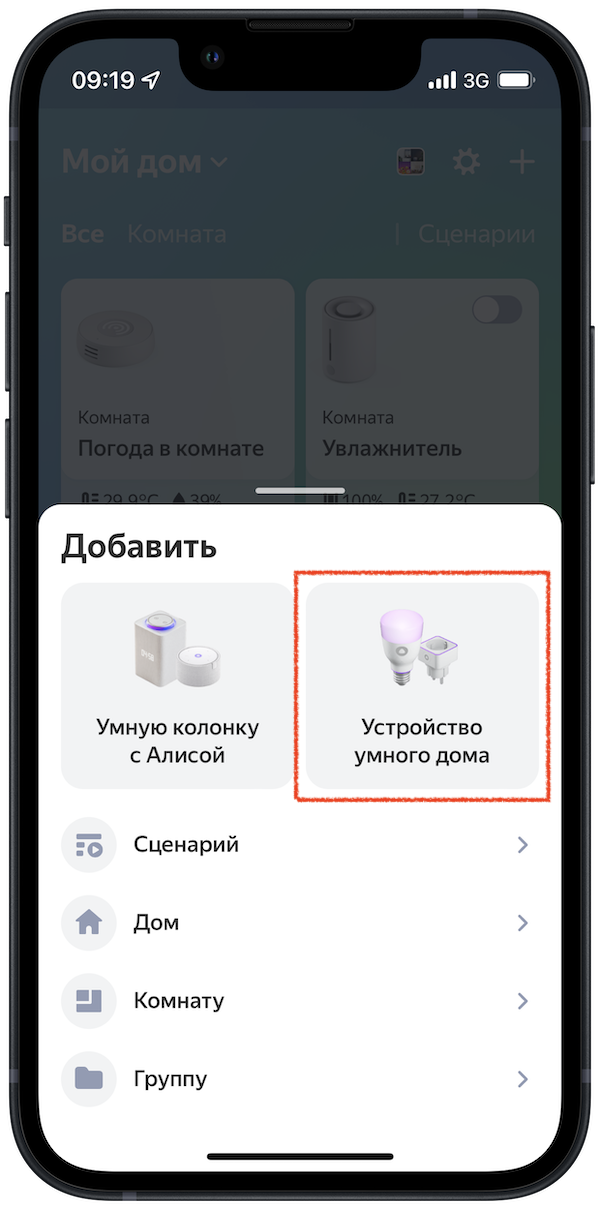 09:19 3G
Мой дом
Все Комната Сценарии
Комната
Погода в комнате
Комната
Увлажнитель
29.9°C 39%
100% 27.2°C
Добавить
Умную колонку
с Алисой
Устройство
умного дома
Сценарий
Дом
Комнату
Группу